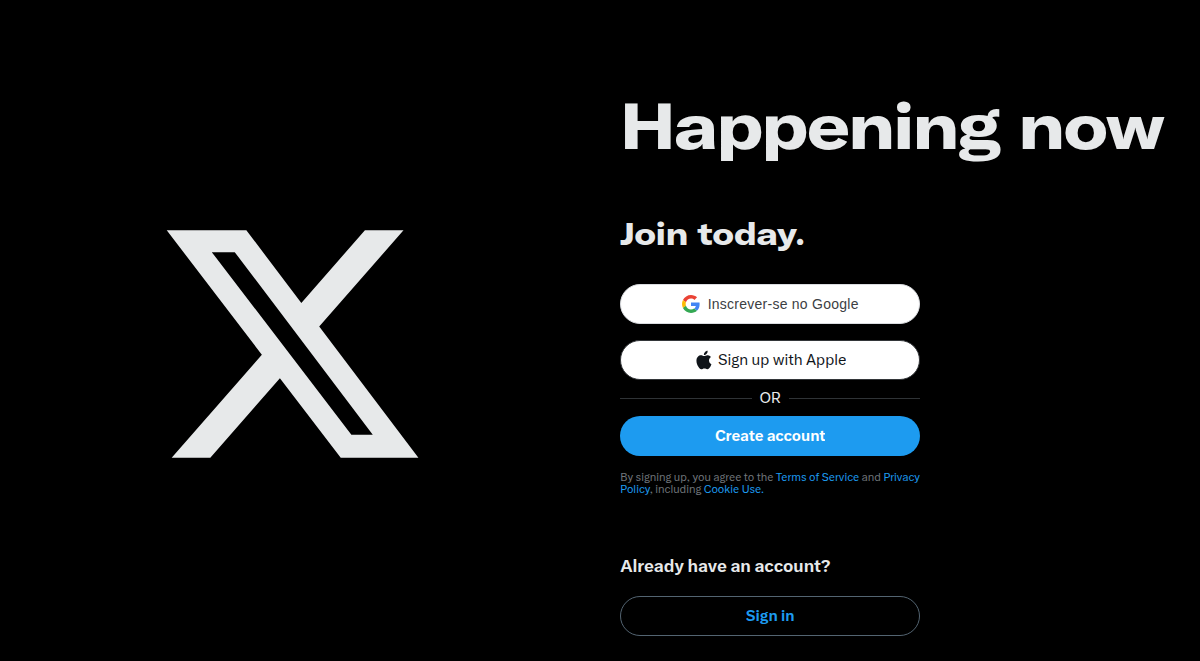 Happening now
Join today.
Inscrever-se no Google
Sign up with Apple
OR
Create account
By signing up, you agree to the Terms of Service and Privacy
Policy, including Cookie Use.
Already have an account?
Sign in